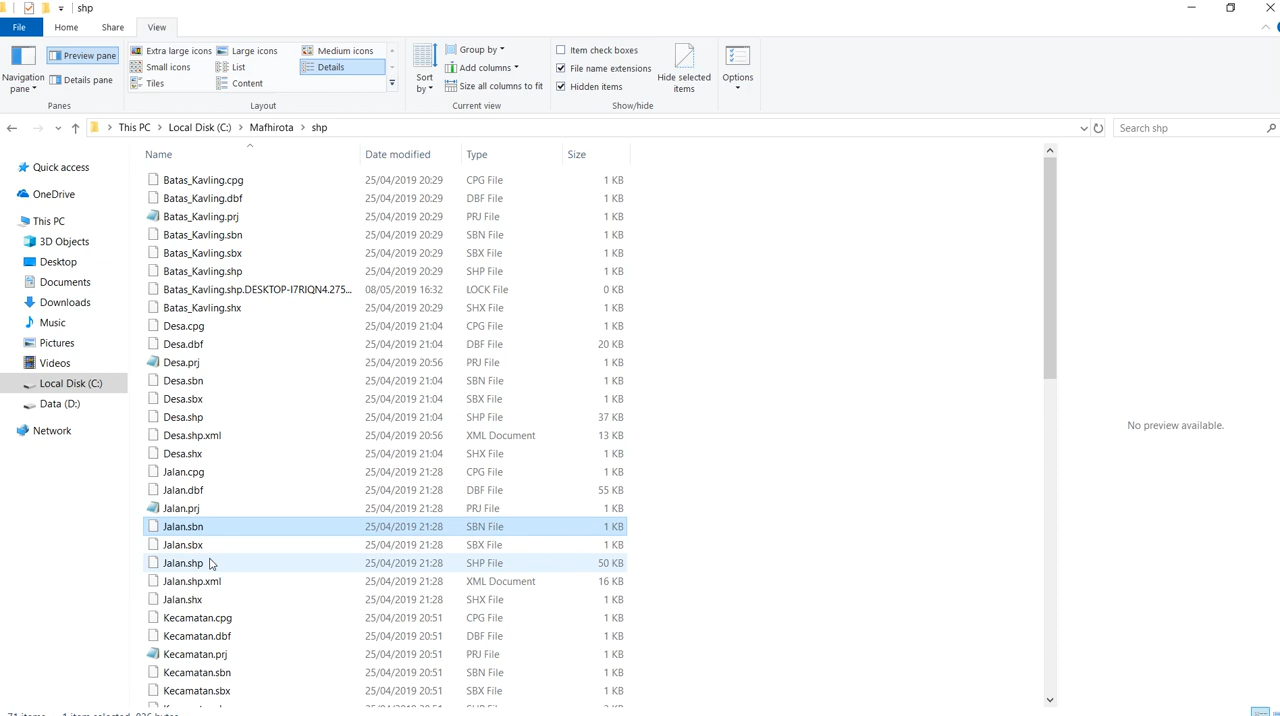 shp
File Home Share View
Preview pane Extra large icons Large icons Medium icons Group by Item check boxes
Small icons List Details Add columns File name extensions
Navigation pane Details pane Tiles Content Sort by Size all columns to fit Hidden items Hide selected items Options
Panes Layout Current view Show/hide
This PC Local Disk (C:) Mafhirota shp Search shp
Quick access
OneDrive
This PC
3D Objects
Desktop
Documents
Downloads
Music
Pictures
Videos
Local Disk (C:)
Data (D:)
Network
Name Date modified Type Size
Batas_Kavling.cpg 25/04/2019 20:29 CPG File 1 KB
Batas_Kavling.dbf 25/04/2019 20:29 DBF File 1 KB
Batas_Kavling.prj 25/04/2019 20:29 PRJ File 1 KB
Batas_Kavling.sbn 25/04/2019 20:29 SBN File 1 KB
Batas_Kavling.sbx 25/04/2019 20:29 SBX File 1 KB
Batas_Kavling.shp 25/04/2019 20:29 SHP File 1 KB
Batas_Kavling.shp.DESKTOP-I7RIQN4.275... 08/05/2019 16:32 LOCK File 0 KB
Batas_Kavling.shx 25/04/2019 20:29 SHX File 1 KB
Desa.cpg 25/04/2019 21:04 CPG File 1 KB
Desa.dbf 25/04/2019 21:04 DBF File 20 KB
Desa.prj 25/04/2019 20:56 PRJ File 1 KB
Desa.sbn 25/04/2019 21:04 SBN File 1 KB
Desa.sbx 25/04/2019 21:04 SBX File 1 KB
Desa.shp 25/04/2019 21:04 SHP File 37 KB
Desa.shp.xml 25/04/2019 20:56 XML Document 13 KB
Desa.shx 25/04/2019 21:04 SHX File 1 KB
Jalan.cpg 25/04/2019 21:28 CPG File 1 KB
Jalan.dbf 25/04/2019 21:28 DBF File 55 KB
Jalan.prj 25/04/2019 21:28 PRJ File 1 KB
Jalan.sbn 25/04/2019 21:28 SBN File 1 KB
Jalan.sbx 25/04/2019 21:28 SBX File 1 KB
Jalan.shp 25/04/2019 21:28 SHP File 50 KB
Jalan.shp.xml 25/04/2019 21:28 XML Document 16 KB
Jalan.shx 25/04/2019 21:28 SHX File 1 KB
Kecamatan.cpg 25/04/2019 20:51 CPG File 1 KB
Kecamatan.dbf 25/04/2019 20:51 DBF File 1 KB
Kecamatan.prj 25/04/2019 20:51 PRJ File 1 KB
Kecamatan.sbn 25/04/2019 20:51 SBN File 1 KB
Kecamatan.sbx 25/04/2019 20:51 SBX File 1 KB
No preview available.